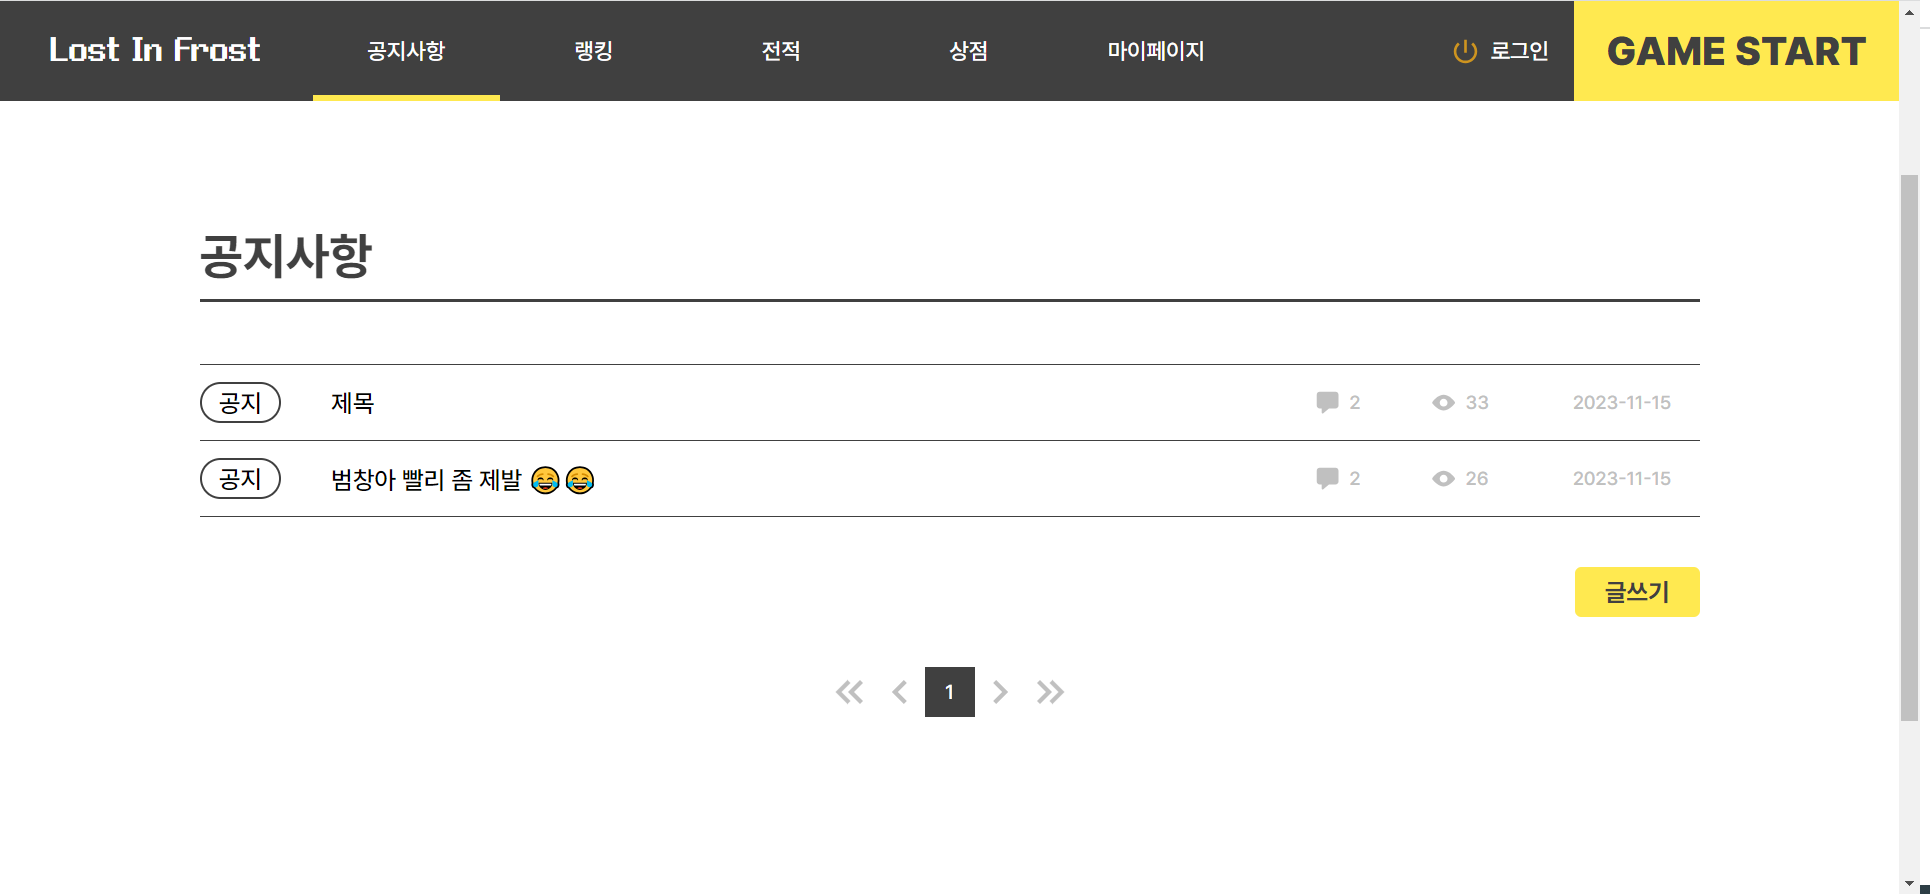 Lost In Frost 공지사항 랭킹 전적 상점 마이페이지 로그인 GAME START
공지사항
공지 제목 2 33 2023-11-15
공지 범창아 빨리 좀 제발 😂😂 2 26 2023-11-15
글쓰기
1